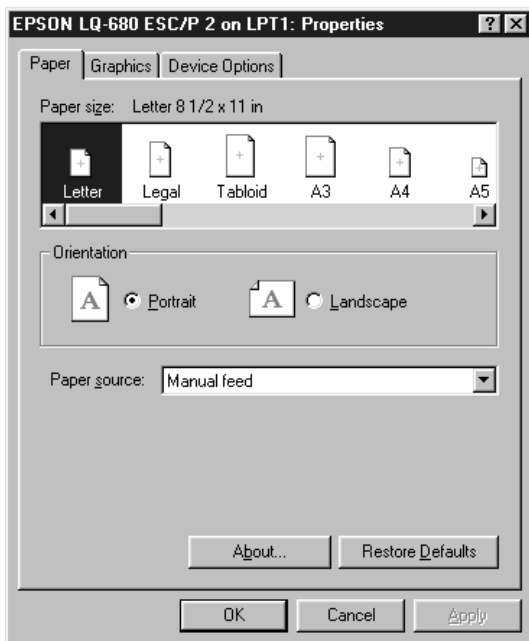 EPSON LQ-680 ESC/P 2 on LPT1: Properties
Paper Graphics Device Options
Paper size: Letter 8 1/2 x 11 in
Letter Legal Tabloid A3 A4 A5
Orientation
A Portrait A Landscape
Paper source: Manual feed
About... Restore Defaults
OK Cancel Apply